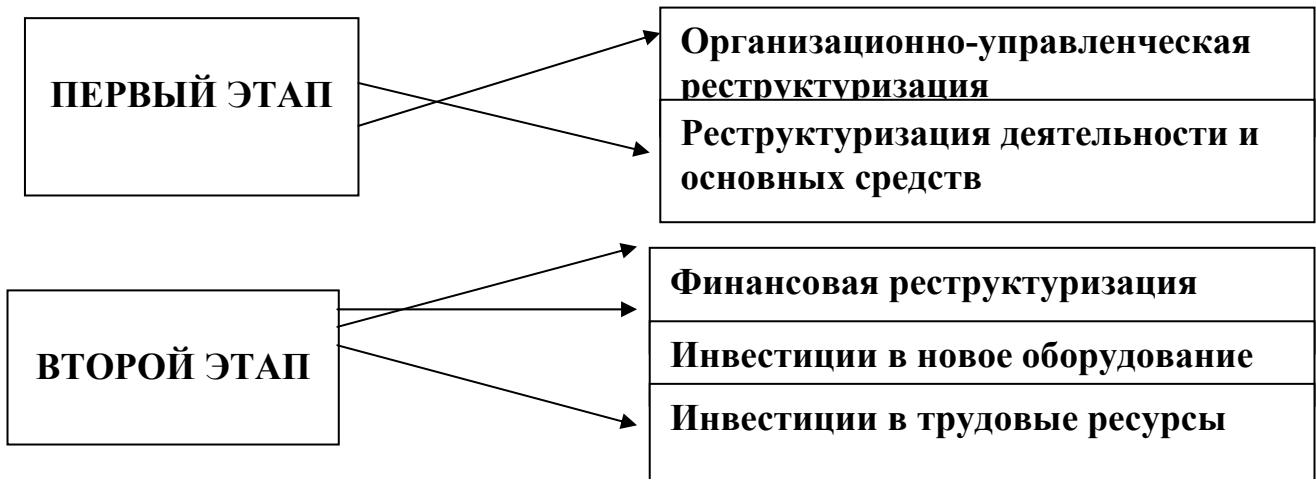 ПЕРВЫЙ ЭТАП
Организационно-управленческая
реструктуризация
Реструктуризация деятельности и
основных средств
ВТОРОЙ ЭТАП
Финансовая реструктуризация
Инвестиции в новое оборудование
Инвестиции в трудовые ресурсы